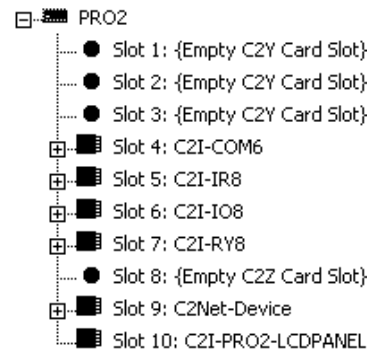 PRO2
Slot 1: {Empty C2Y Card Slot}
Slot 2: {Empty C2Y Card Slot}
Slot 3: {Empty C2Y Card Slot}
Slot 4: C2I-COM6
Slot 5: C2I-IR8
Slot 6: C2I-IO8
Slot 7: C2I-RY8
Slot 8: {Empty C2Z Card Slot}
Slot 9: C2Net-Device
Slot 10: C2I-PRO2-LCDPANEL